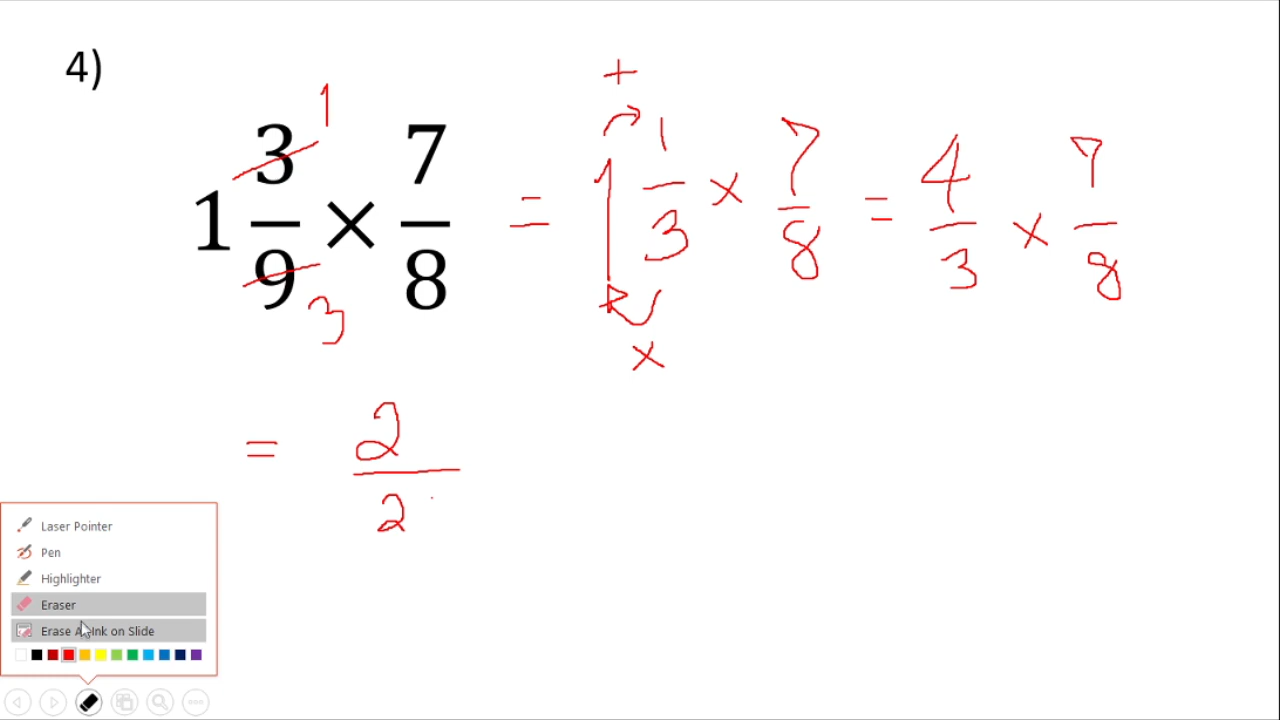 4)
1 3/9 × 7/8 = 1 1/3 × 7/8 = 4/3 × 7/8
1
3
+
×
= 2/2
Laser Pointer
Pen
Highlighter
Eraser
Erase All Ink on Slide